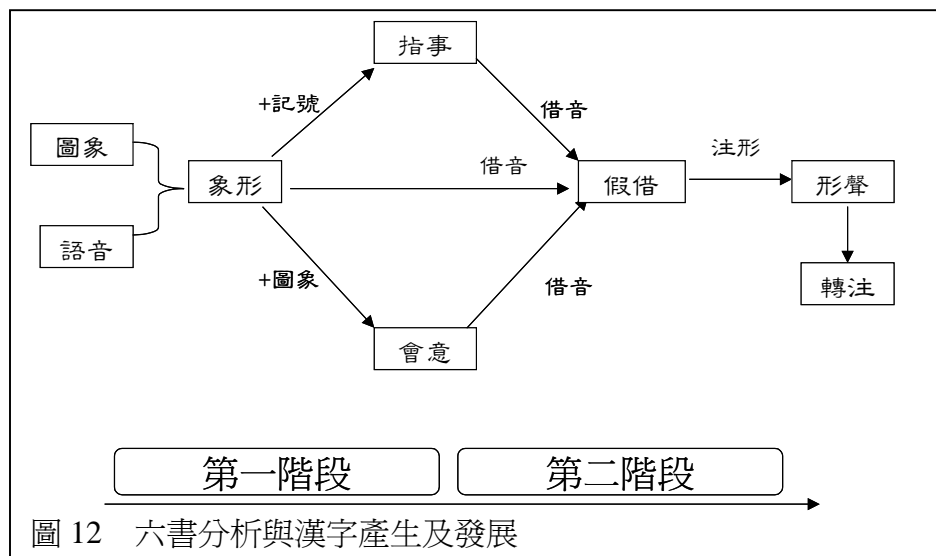 指事
+記號
借音
圖象
注形
借音
象形
假借
形聲
語音
+圖象
借音
轉注
會意
第一階段
第二階段
圖 12 六書分析與漢字產生及發展